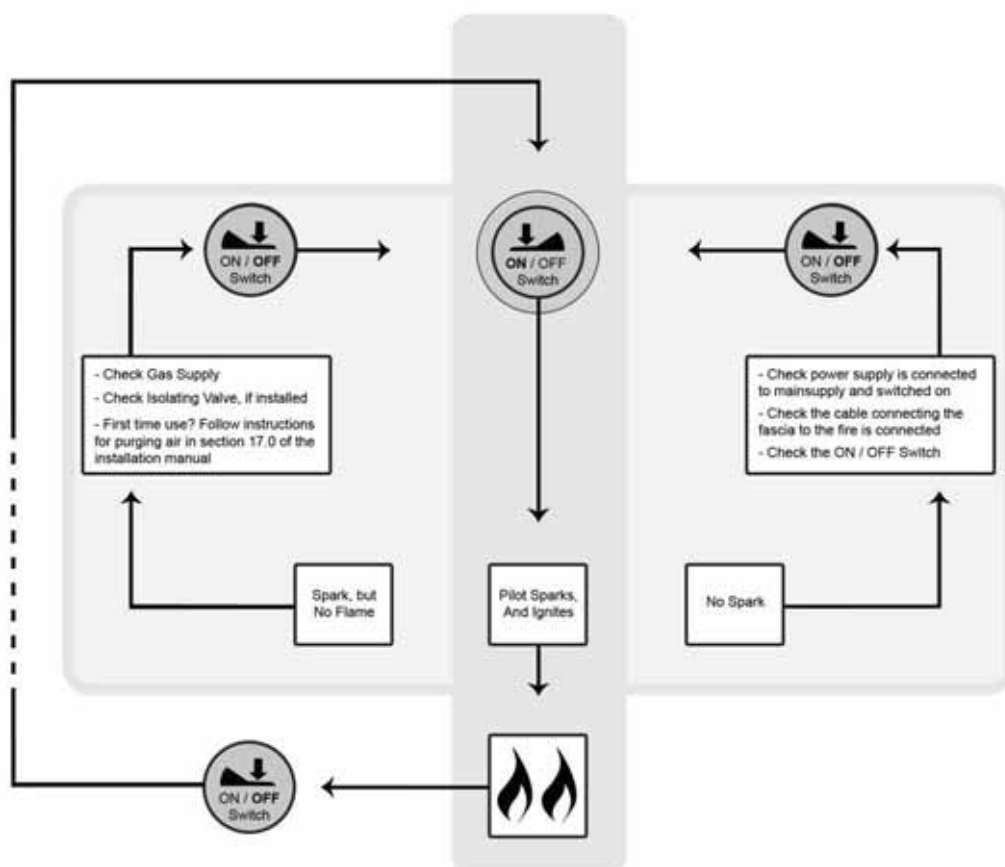 ON / OFF
Switch
ON / OFF
Switch
ON / OFF
Switch
- Check Gas Supply
- Check Isolating Valve, if installed
- First time use? Follow instructions
for purging air in section 17.0 of the
installation manual
- Check power supply is connected
to mainsupply and switched on
- Check the cable connecting the
fascia to the fire is connected
- Check the ON / OFF Switch
Spark, but
No Flame
Pilot Sparks,
And Ignites
No Spark
ON / OFF
Switch